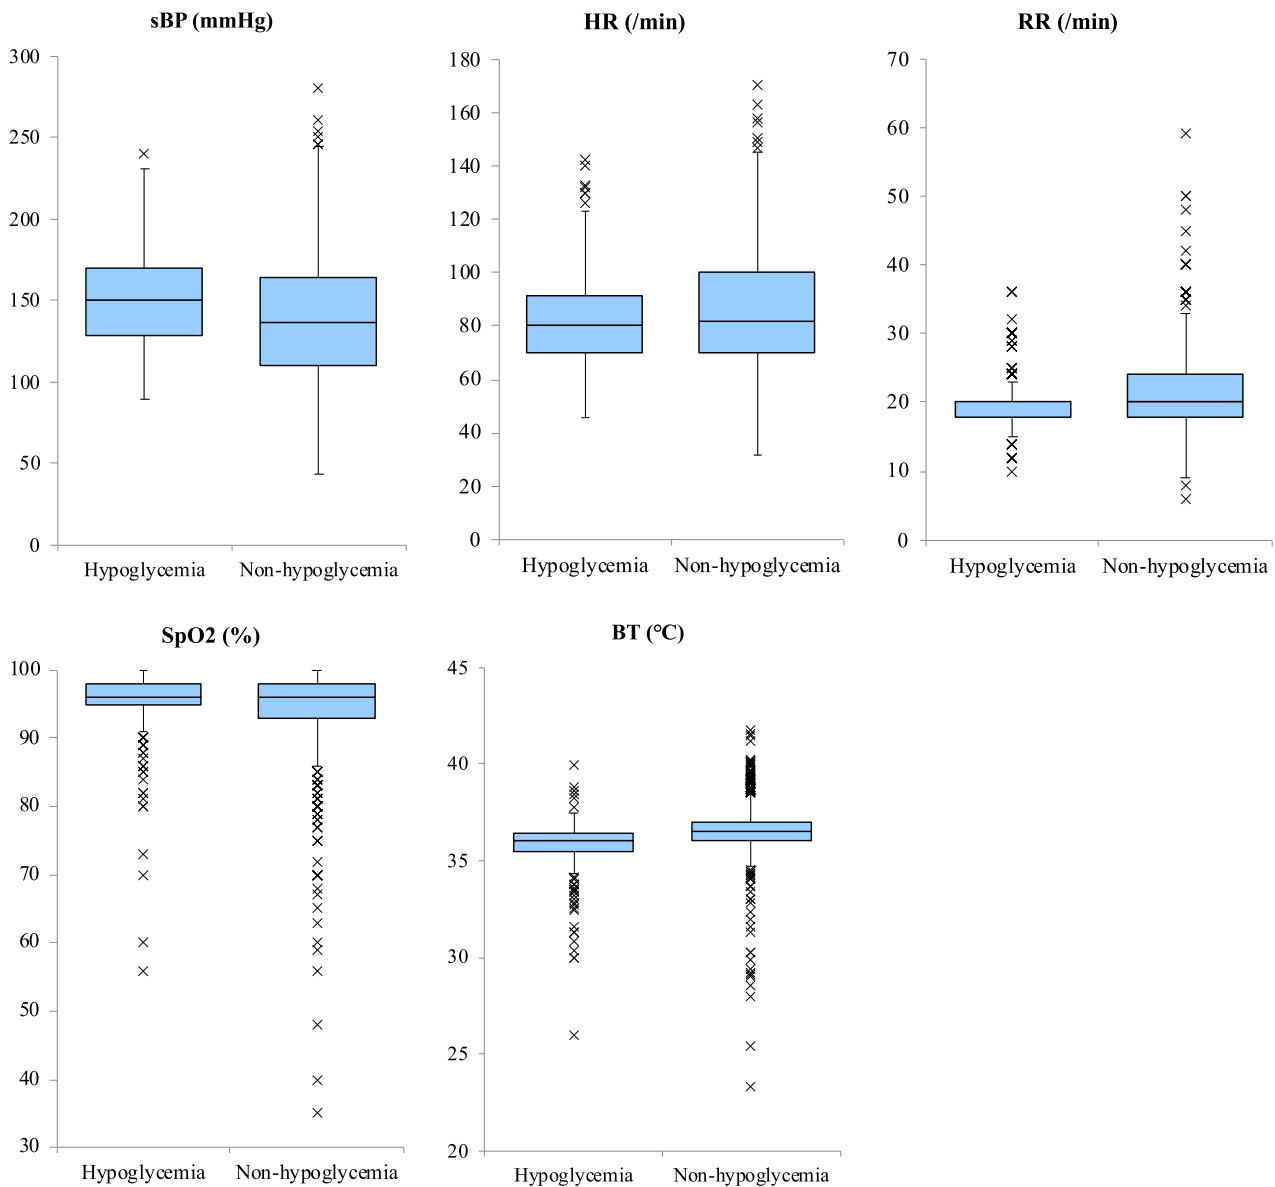 sBP (mmHg)
300
250
200
150
100
50
0
Hypoglycemia
Non-hypoglycemia
HR (/min)
180
160
140
120
100
80
60
40
20
0
Hypoglycemia
Non-hypoglycemia
RR (/min)
70
60
50
40
30
20
10
0
Hypoglycemia
Non-hypoglycemia
SpO2 (%)
100
90
80
70
60
50
40
30
Hypoglycemia
Non-hypoglycemia
BT (℃)
45
40
35
30
25
20
Hypoglycemia
Non-hypoglycemia